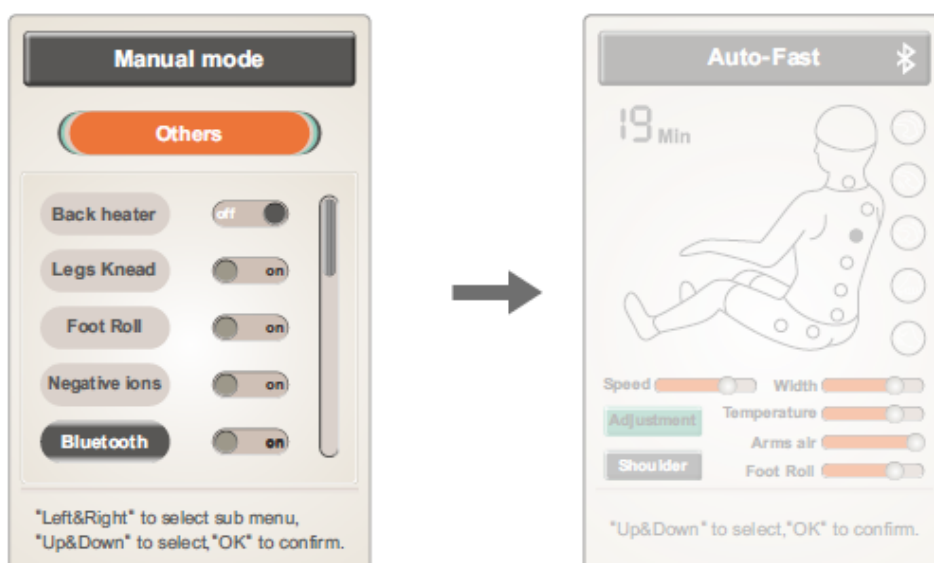 Manual mode
Others
Back heater off
Legs Knead on
Foot Roll on
Negative ions on
Bluetooth on
"Left&Right" to select sub menu,
"Up&Down" to select,"OK" to confirm.
Auto-Fast
19 Min
Speed Width
Adjustment Temperature
Arms air
Shoulder Foot Roll
"Up&Down" to select,"OK" to confirm.